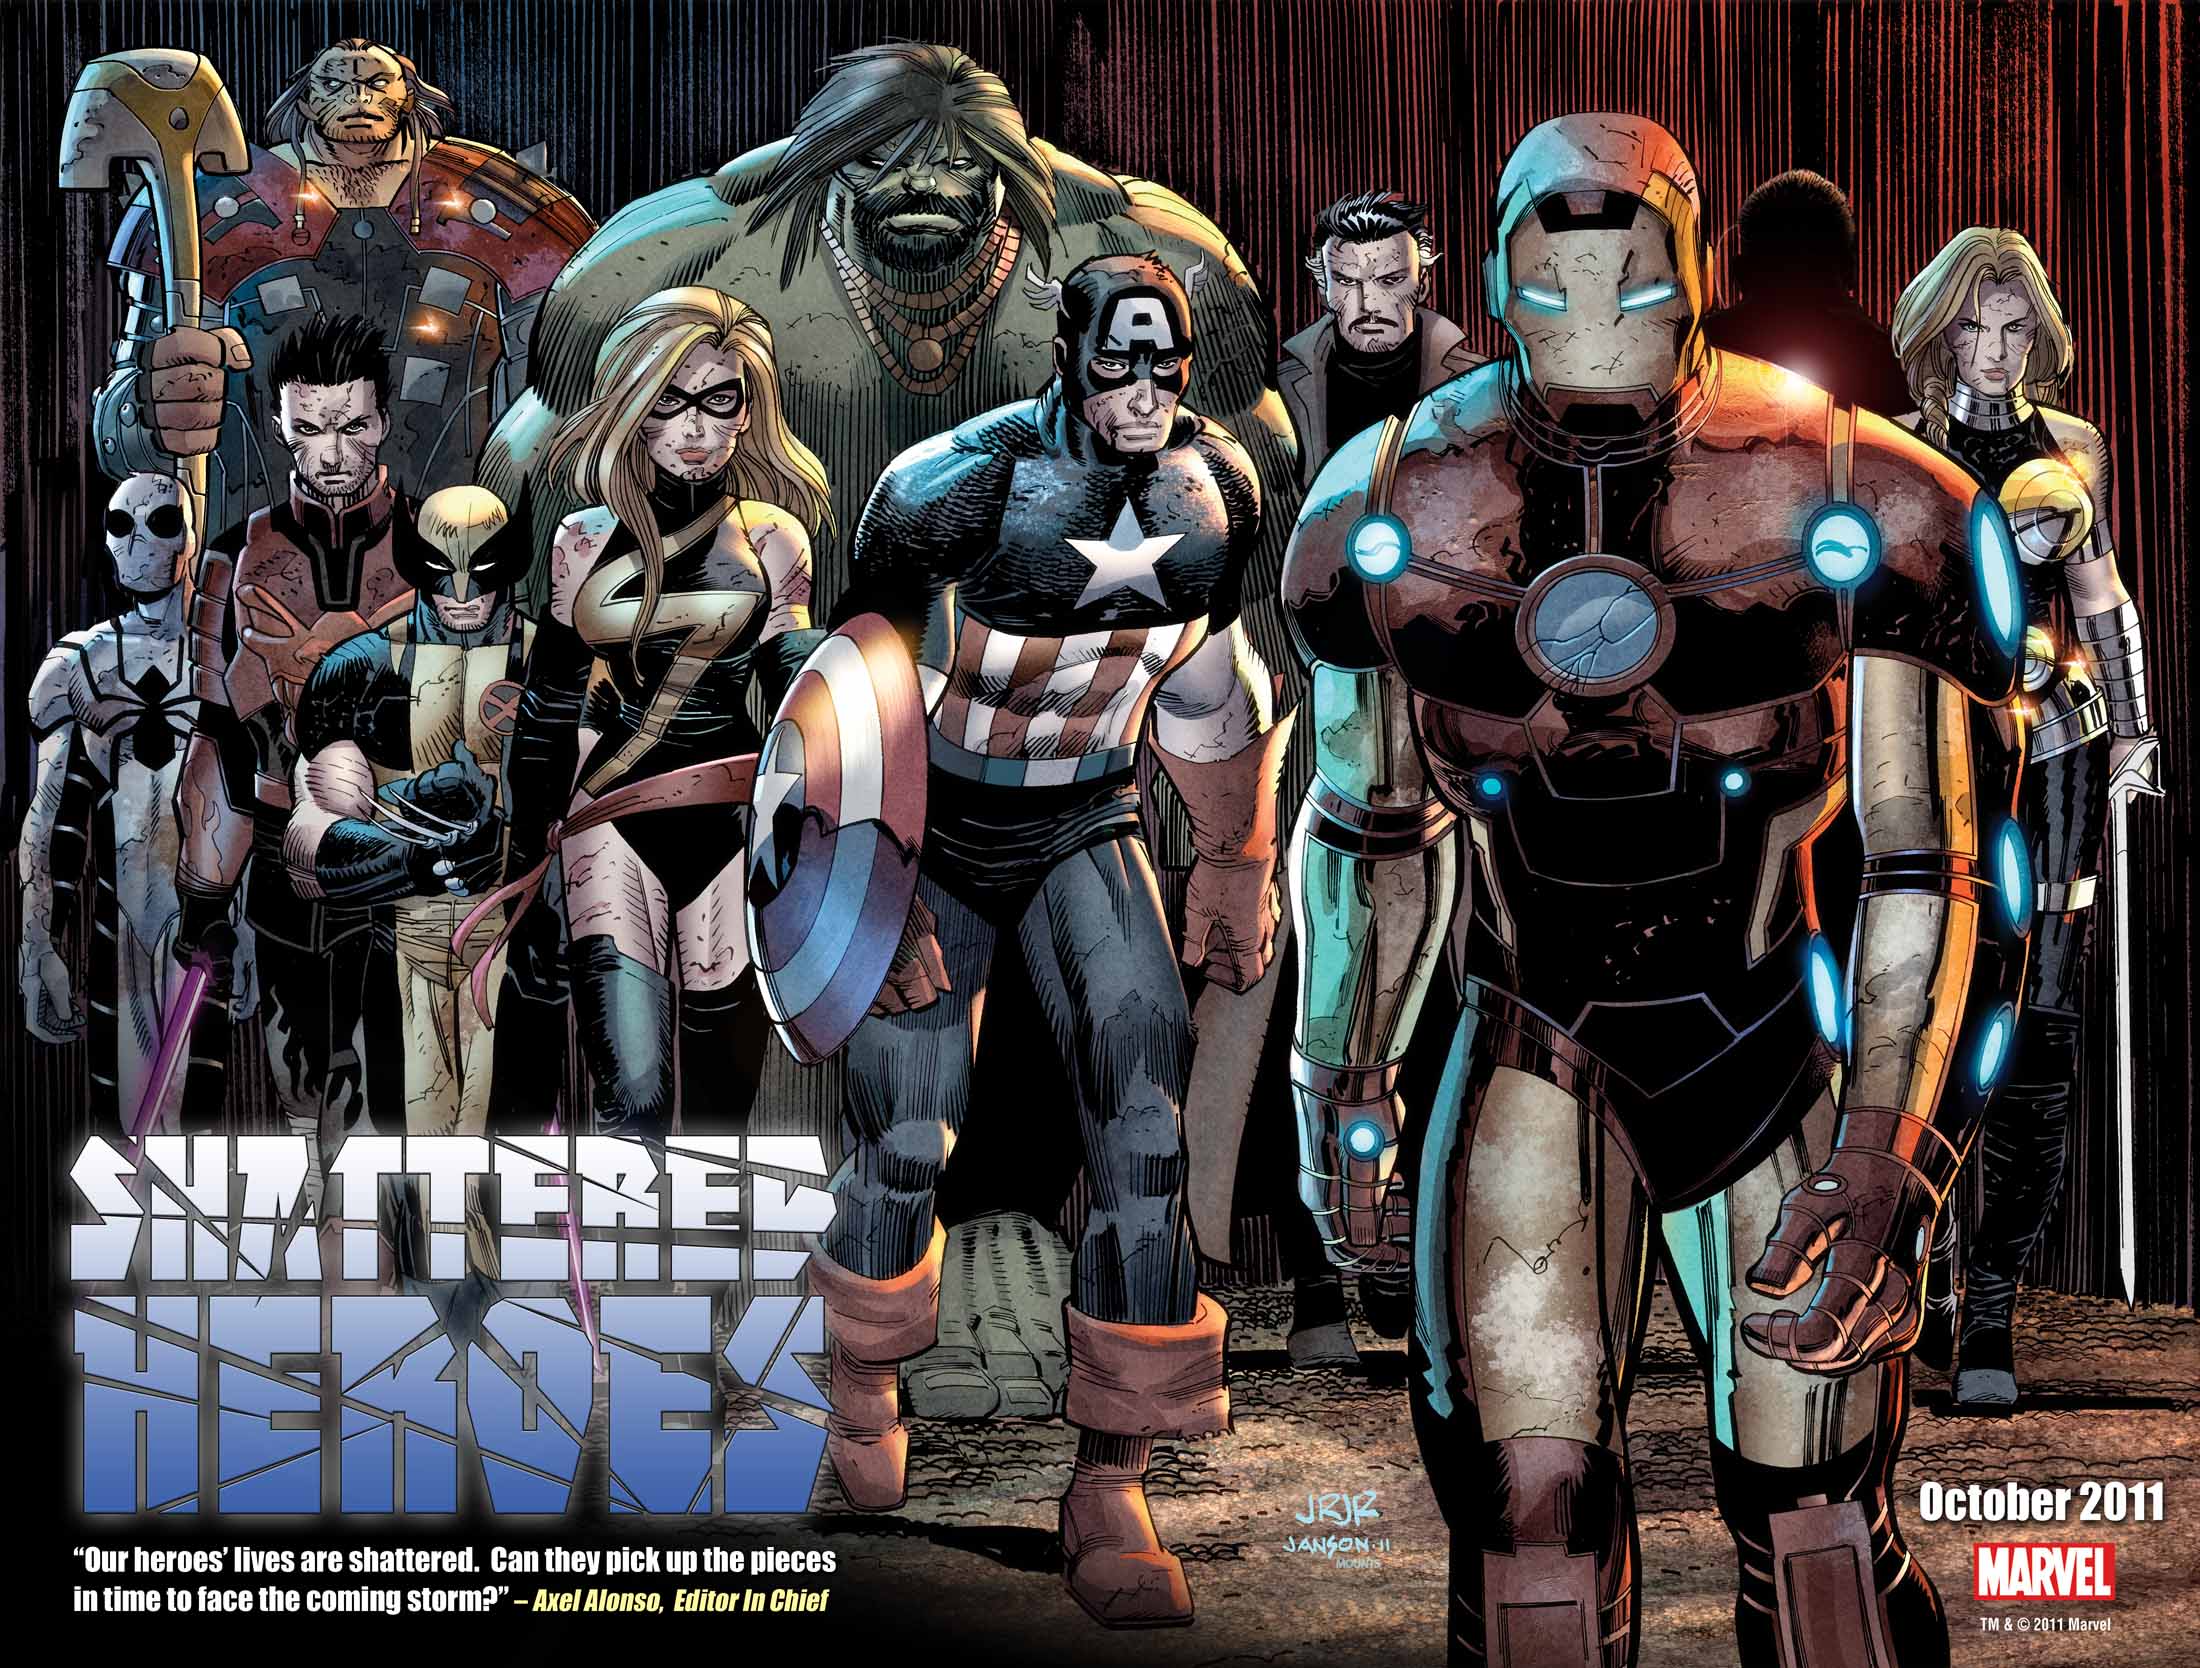 SHATTERED
HEROES
“Our heroes’ lives are shattered. Can they pick up the pieces
in time to face the coming storm?” – Axel Alonso, Editor In Chief
A
JRJR
JANSON·11
MOUNTS
October 2011
MARVEL
TM & © 2011 Marvel